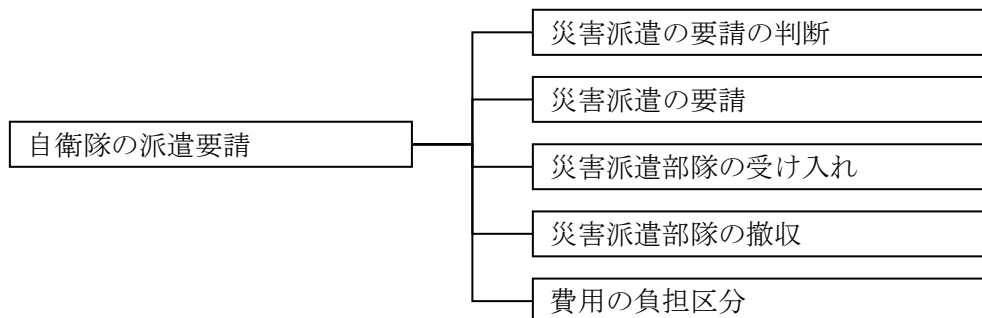 自衛隊の派遣要請
災害派遣の要請の判断
災害派遣の要請
災害派遣部隊の受け入れ
災害派遣部隊の撤収
費用の負担区分